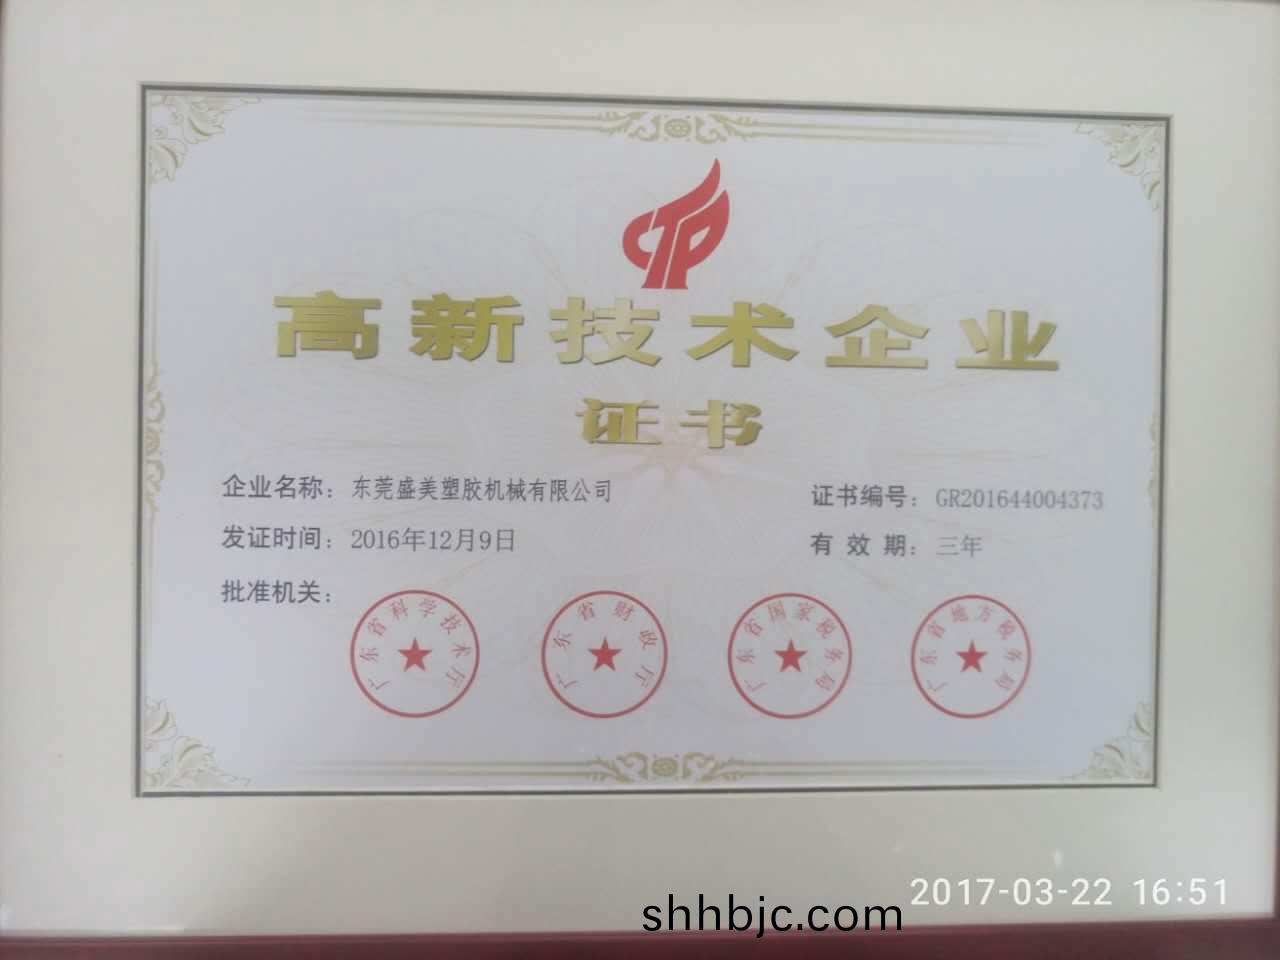 CTP
高新技术企业
证书
企业名称：东莞盛美塑胶机械有限公司
证书编号：GR201644004373
发证时间：2016年12月9日
有效期：三年
批准机关：
广东省科学技术厅
广东省财政厅
广东省国家税务局
广东省地方税务局
2017-03-22 16:51
shhbjc.com